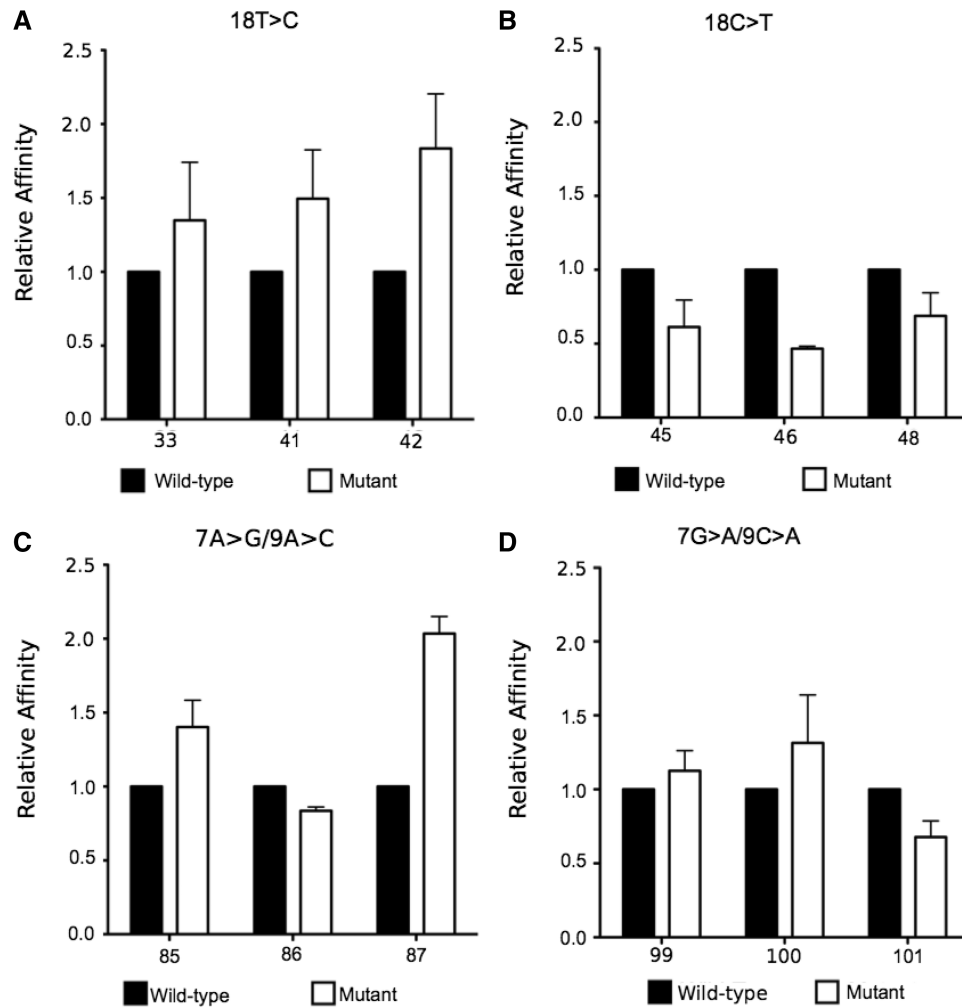 A
18T>C
Relative Affinity
2.5
2.0
1.5
1.0
0.5
0.0
33 41 42
Wild-type Mutant
B
18C>T
Relative Affinity
2.5
2.0
1.5
1.0
0.5
0.0
45 46 48
Wild-type Mutant
C
7A>G/9A>C
Relative Affinity
2.5
2.0
1.5
1.0
0.5
0.0
85 86 87
Wild-type Mutant
D
7G>A/9C>A
Relative Affinity
2.5
2.0
1.5
1.0
0.5
0.0
99 100 101
Wild-type Mutant